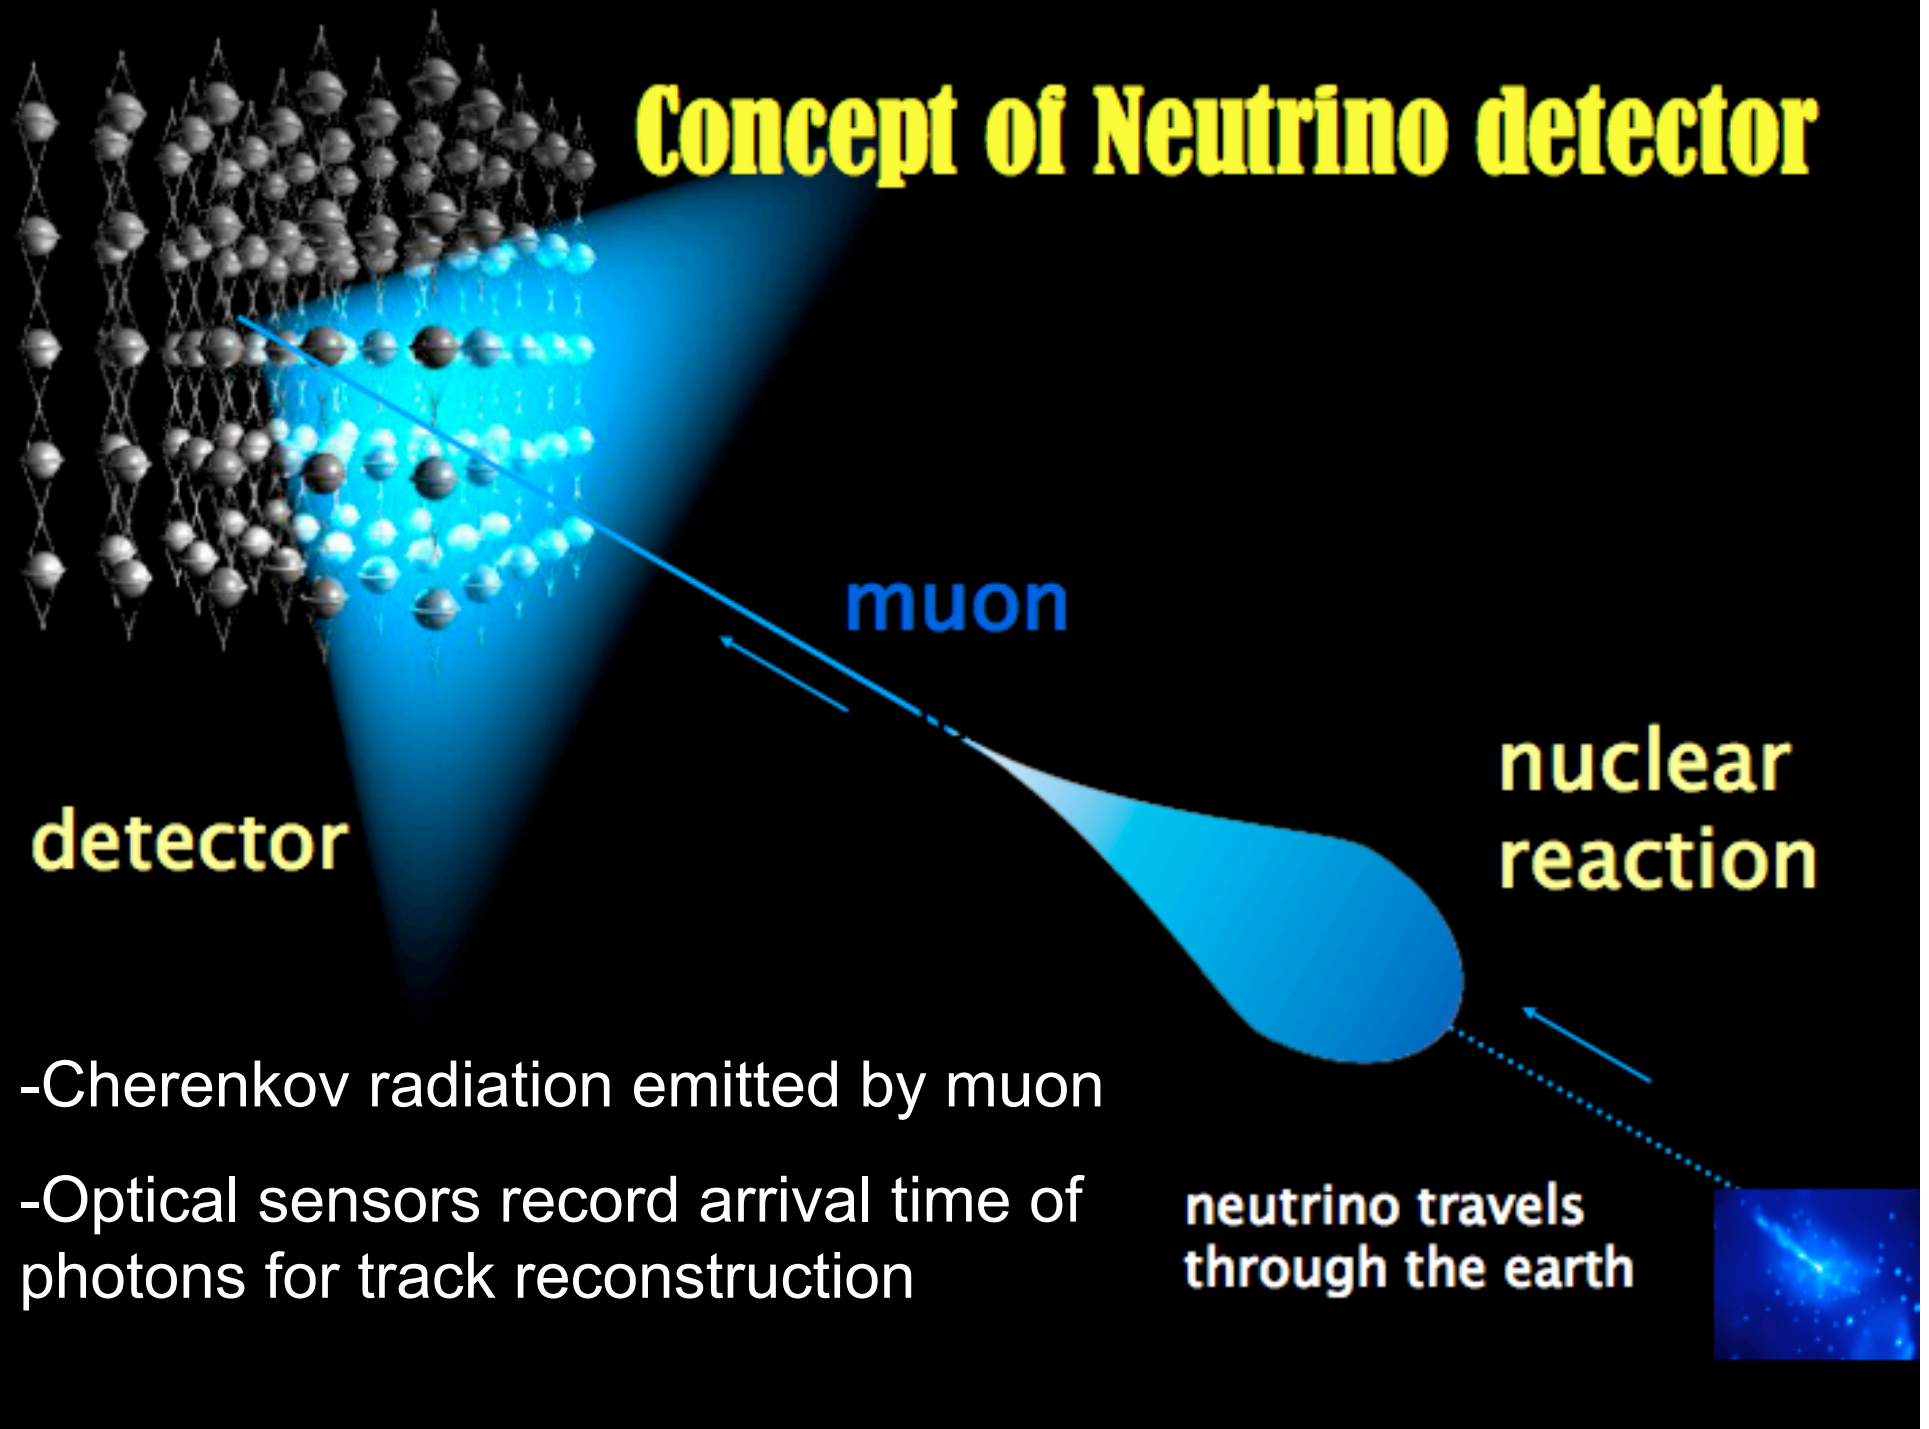 Concept of Neutrino detector
muon
nuclear
reaction
detector
-Cherenkov radiation emitted by muon
-Optical sensors record arrival time of
photons for track reconstruction
neutrino travels
through the earth